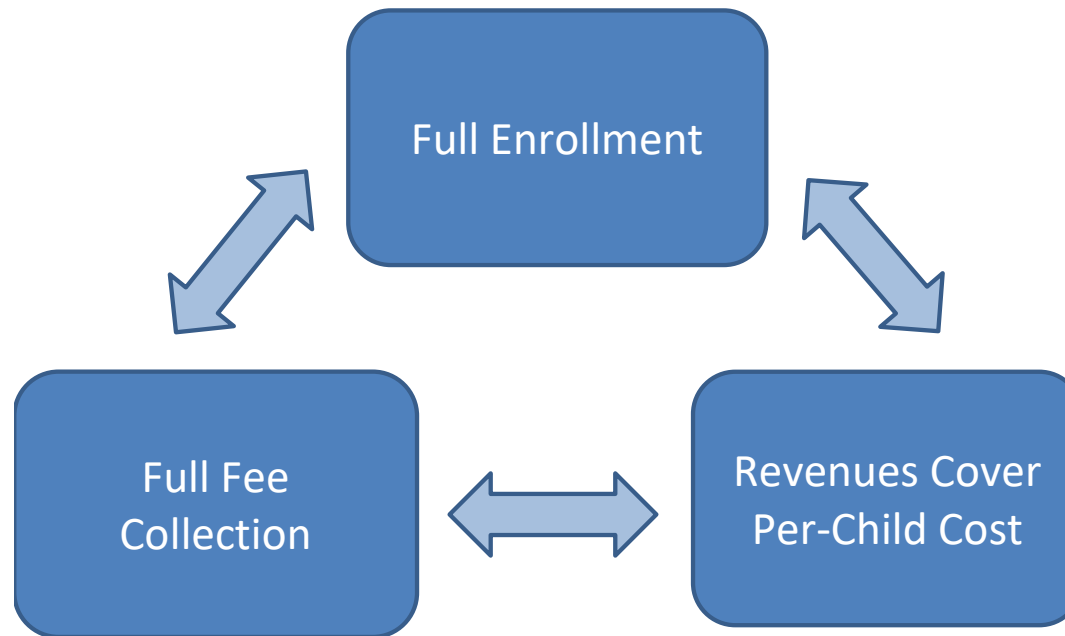 Full Enrollment
Full Fee
Collection
Revenues Cover
Per-Child Cost